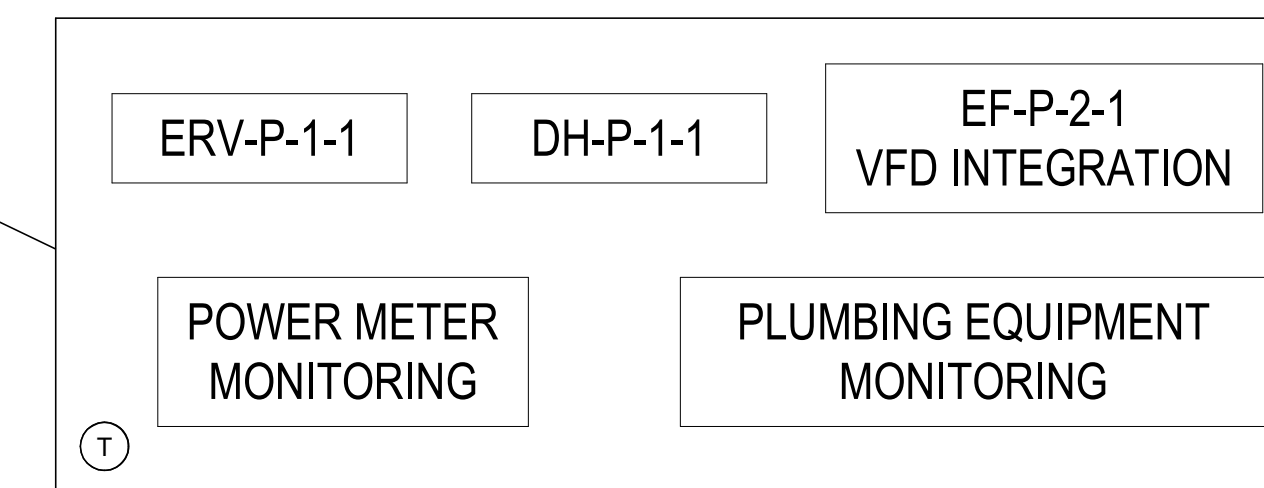 ERV-P-1-1
DH-P-1-1
EF-P-2-1
VFD INTEGRATION
POWER METER
MONITORING
PLUMBING EQUIPMENT
MONITORING
T